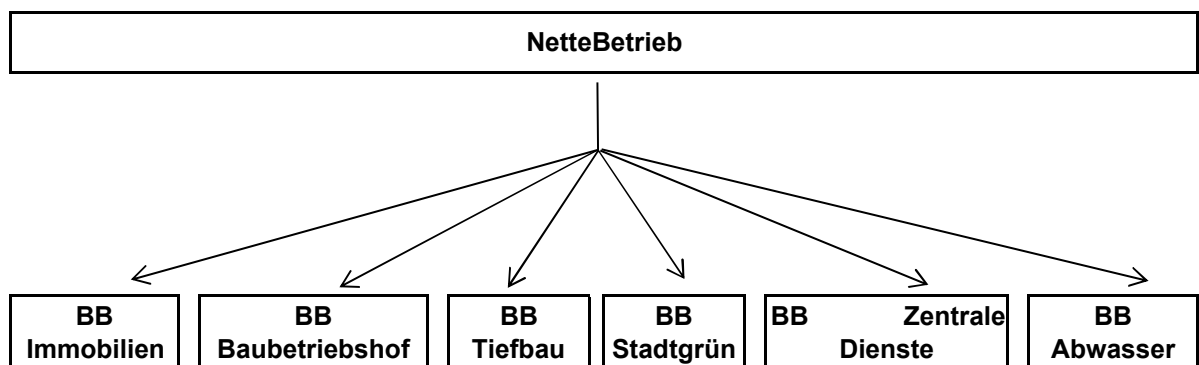 NetteBetrieb
BB
Immobilien
BB
Baubetriebshof
BB
Tiefbau
BB
Stadtgrün
BB Zentrale
Dienste
BB
Abwasser